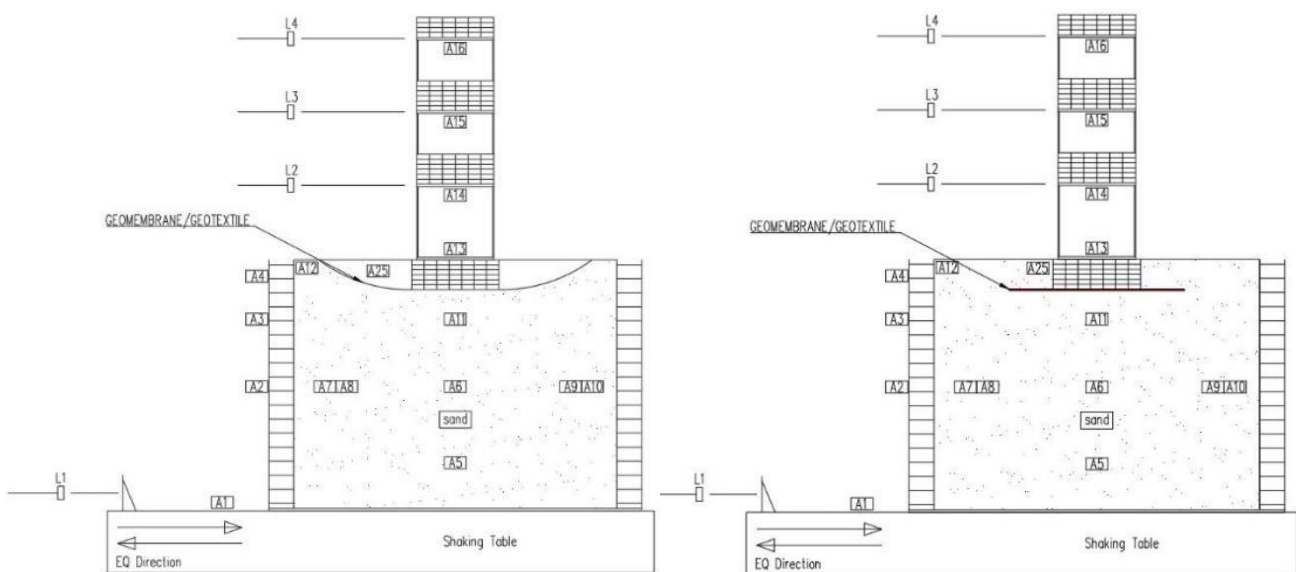 L4
A16
L3
A15
L2
A14
GEOMEMBRANE/GEOTEXTILE
A13
A12
A25
A4
A3
A11
A2
A7 A8
A6
A9 A10
sand
A5
L1
A1
Shaking Table
EQ Direction
L4
A16
L3
A15
L2
A14
GEOMEMBRANE/GEOTEXTILE
A13
A12
A25
A4
A3
A11
A2
A7 A8
A6
A9 A10
sand
A5
L1
A1
Shaking Table
EQ Direction